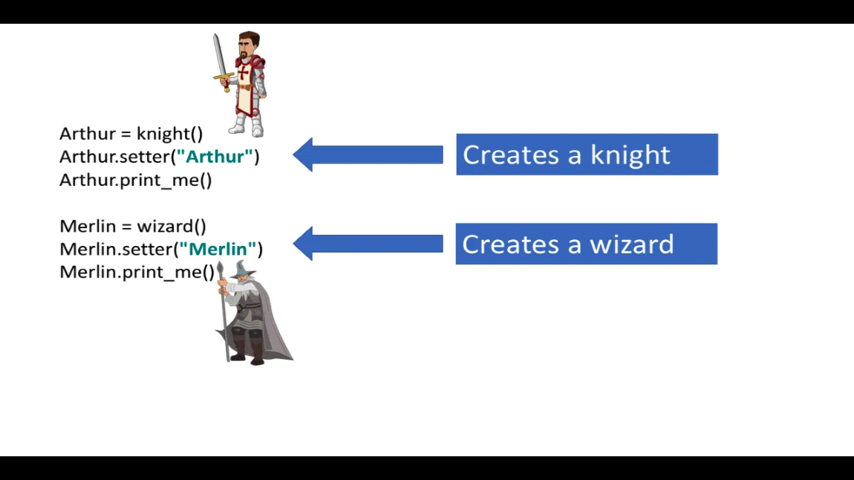 Arthur = knight()
Arthur.setter("Arthur")
Arthur.print_me()
Creates a knight
Merlin = wizard()
Merlin.setter("Merlin")
Merlin.print_me()
Creates a wizard